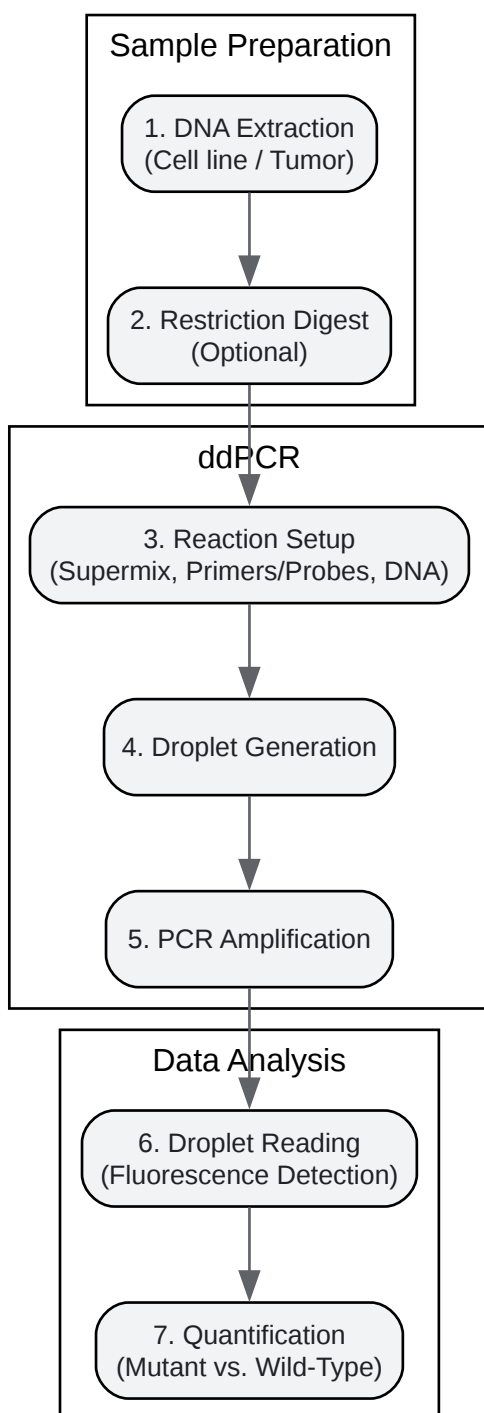 Sample Preparation
1. DNA Extraction
(Cell line / Tumor)
2. Restriction Digest
(Optional)
ddPCR
3. Reaction Setup
(Supermix, Primers/Probes, DNA)
4. Droplet Generation
5. PCR Amplification
Data Analysis
6. Droplet Reading
(Fluorescence Detection)
7. Quantification
(Mutant vs. Wild-Type)